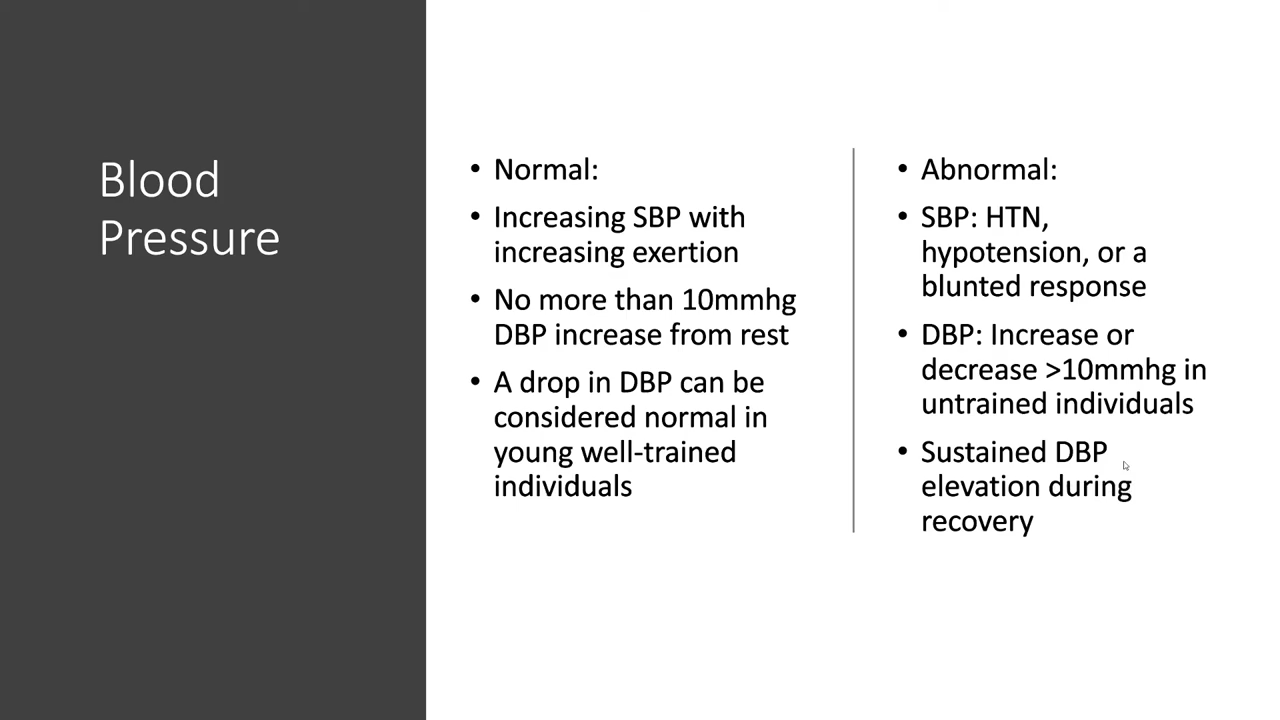 Blood
Pressure
• Normal:
• Increasing SBP with
increasing exertion
• No more than 10mmhg
DBP increase from rest
• A drop in DBP can be
considered normal in
young well-trained
individuals
• Abnormal:
• SBP: HTN,
hypotension, or a
blunted response
• DBP: Increase or
decrease >10mmhg in
untrained individuals
• Sustained DBP
elevation during
recovery